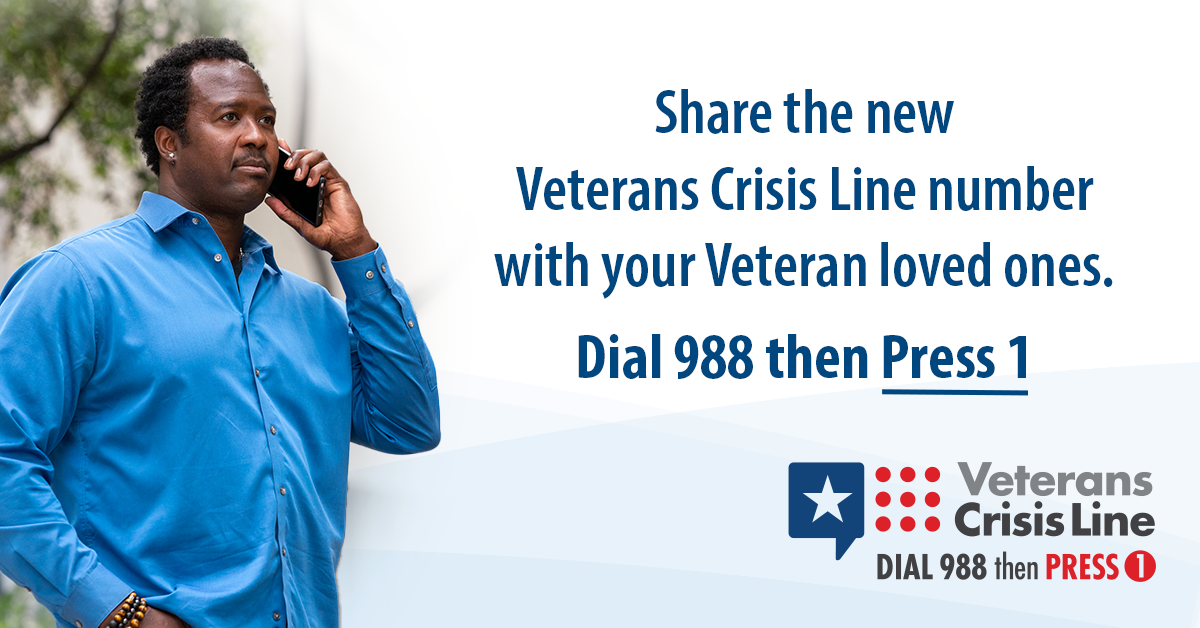 Share the new
Veterans Crisis Line number
with your Veteran loved ones.
Dial 988 then Press 1
Veterans
Crisis Line
DIAL 988 then PRESS 1